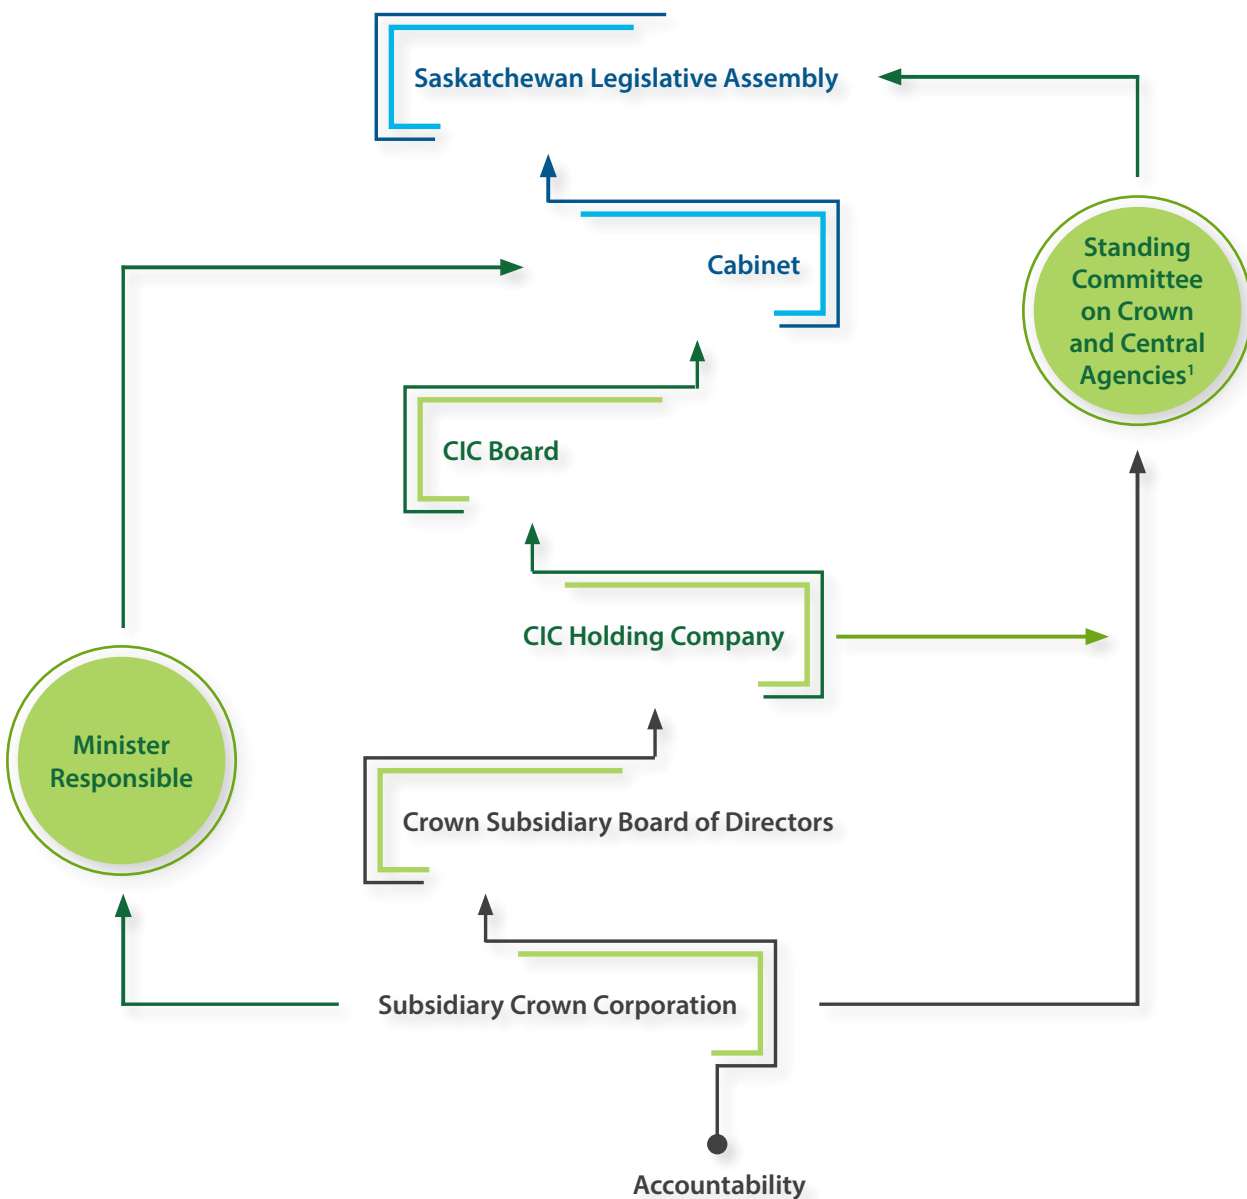 Saskatchewan Legislative Assembly
Cabinet
Standing
Committee
on Crown
and Central
Agencies¹
CIC Board
CIC Holding Company
Minister
Responsible
Crown Subsidiary Board of Directors
Subsidiary Crown Corporation
Accountability